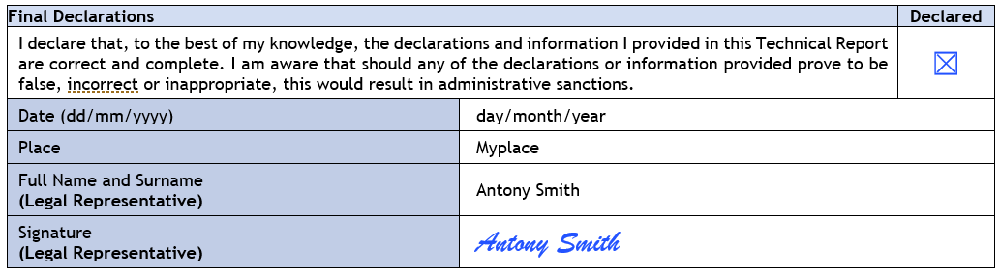 Final Declarations Declared
I declare that, to the best of my knowledge, the declarations and information I provided in this Technical Report
are correct and complete. I am aware that should any of the declarations or information provided prove to be
false, incorrect or inappropriate, this would result in administrative sanctions.
☒
Date (dd/mm/yyyy) day/month/year
Place Myplace
Full Name and Surname
(Legal Representative)
Antony Smith
Signature
(Legal Representative)
Antony Smith